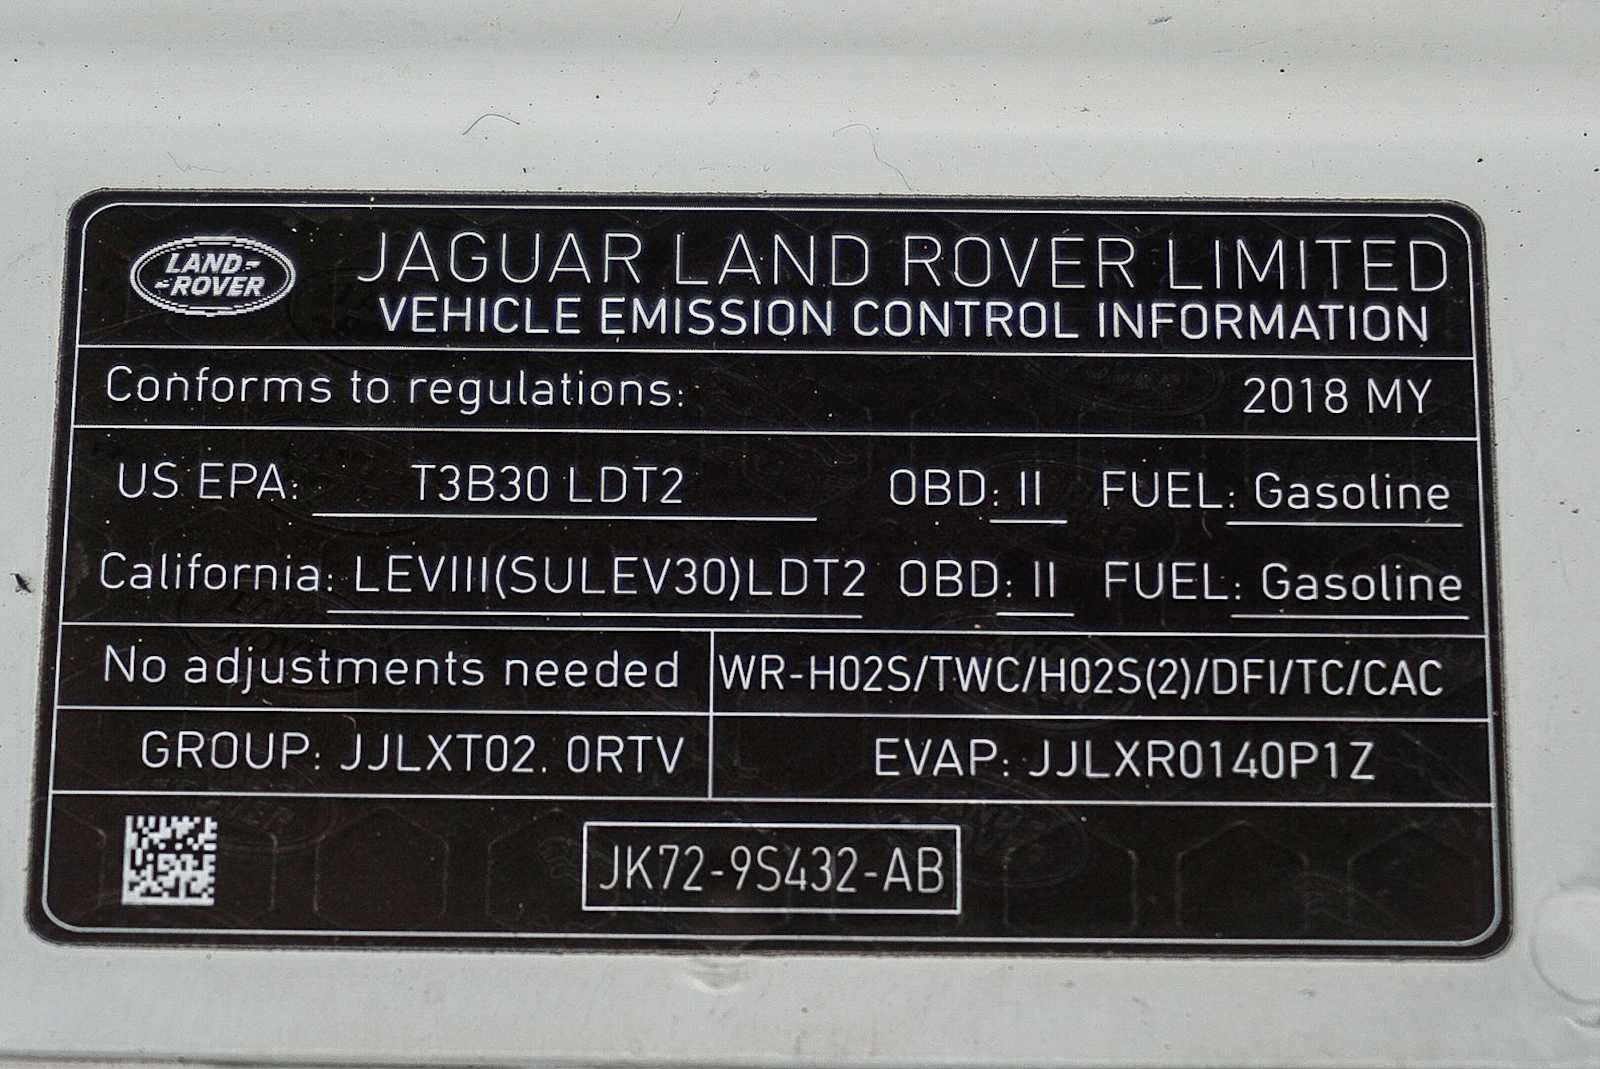 LAND-
-ROVER
JAGUAR LAND ROVER LIMITED
VEHICLE EMISSION CONTROL INFORMATION
Conforms to regulations: 2018 MY
US EPA: T3B30 LDT2 OBD: II FUEL: Gasoline
California: LEVIII(SULEV30)LDT2 OBD: II FUEL: Gasoline
No adjustments needed WR-H02S/TWC/H02S(2)/DFI/TC/CAC
GROUP: JJLXT02. 0RTV EVAP: JJLXR0140P1Z
JK72-9S432-AB